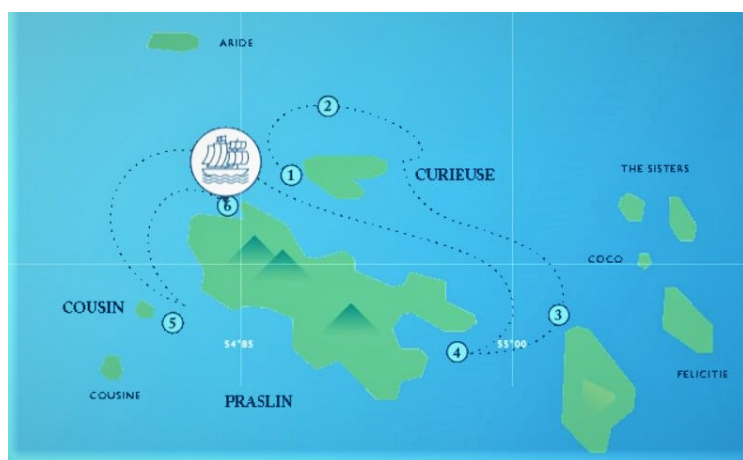 ARIDE
2
THE SISTERS
1
CURIEUSE
6
COCO
COUSIN
3
5
54°85
4
55°00
FELICITIE
COUSINE
PRASLIN